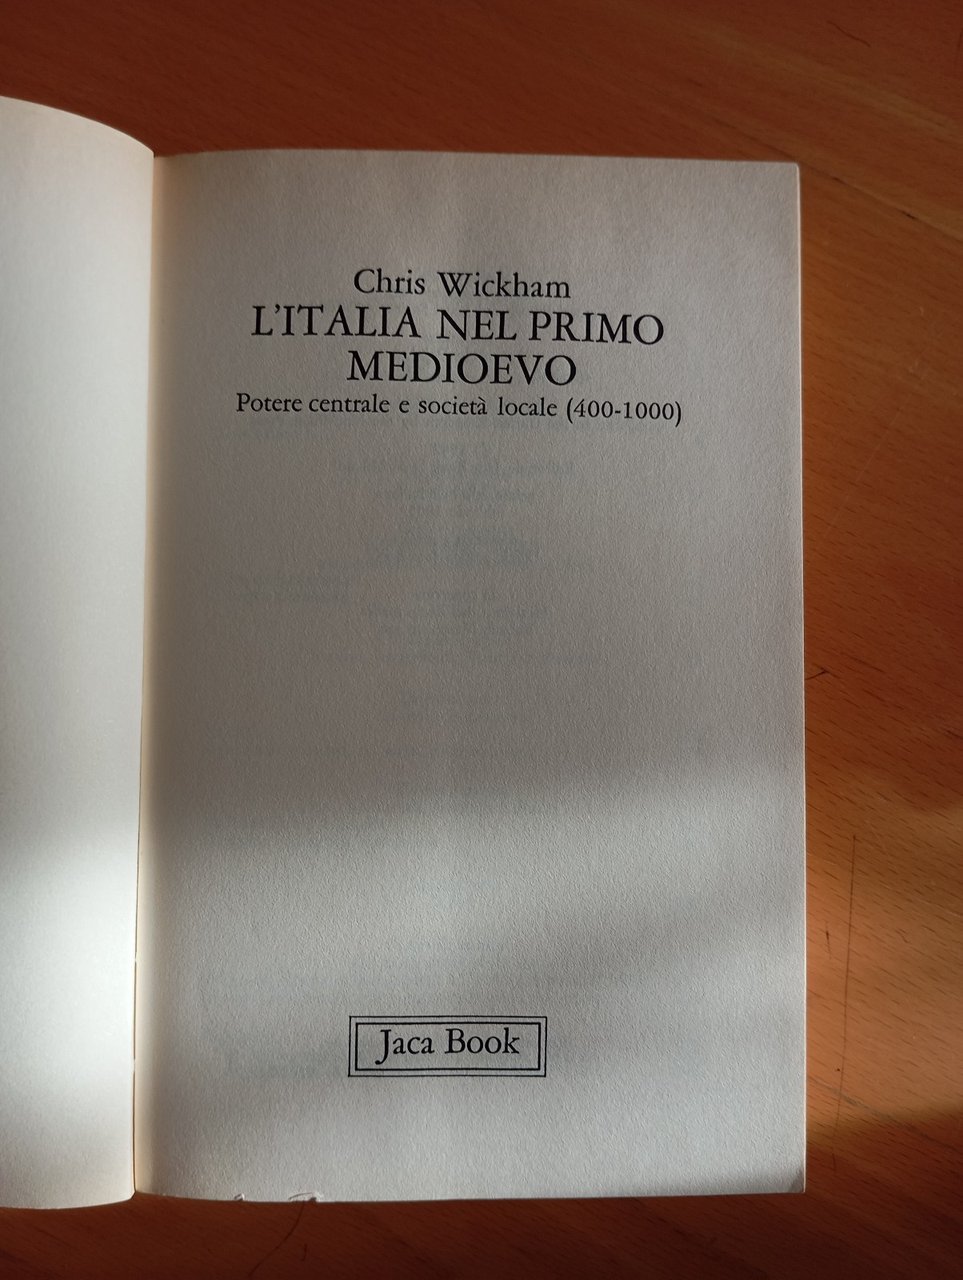 Chris Wickham
L'ITALIA NEL PRIMO
MEDIOEVO
Potere centrale e società locale (400-1000)
Jaca Book